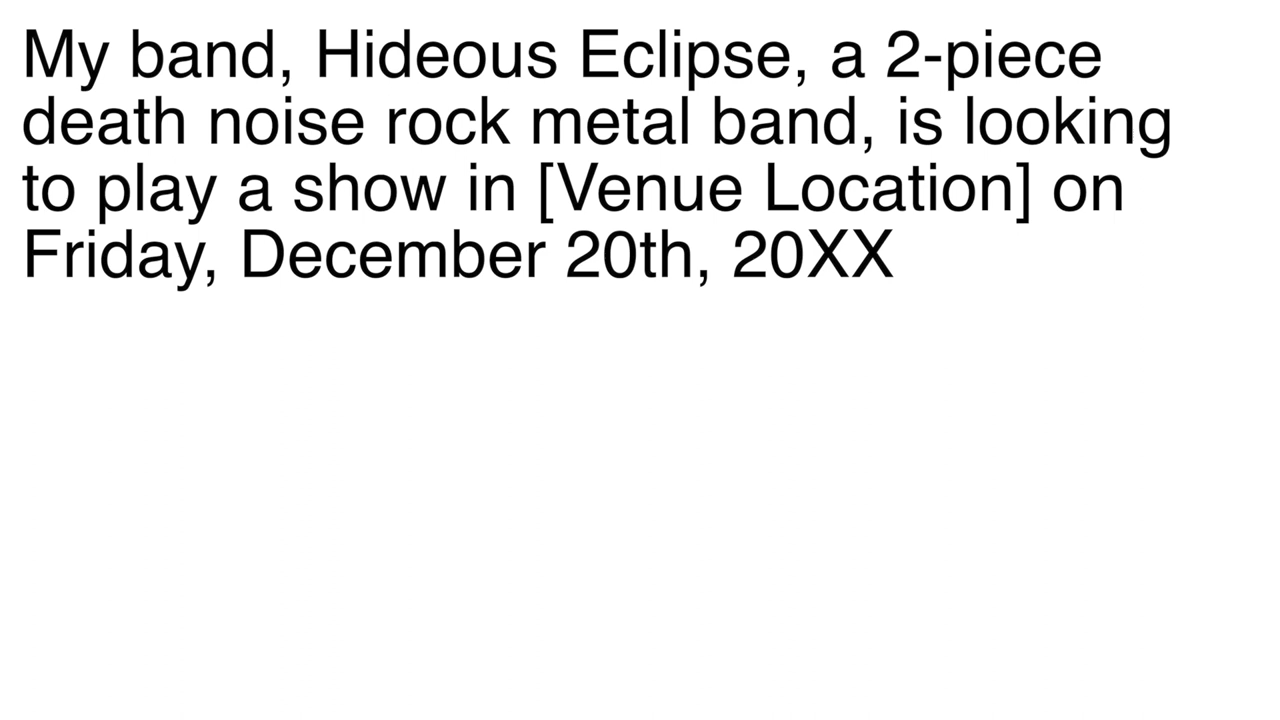 My band, Hideous Eclipse, a 2-piece
death noise rock metal band, is looking
to play a show in [Venue Location] on
Friday, December 20th, 20XX